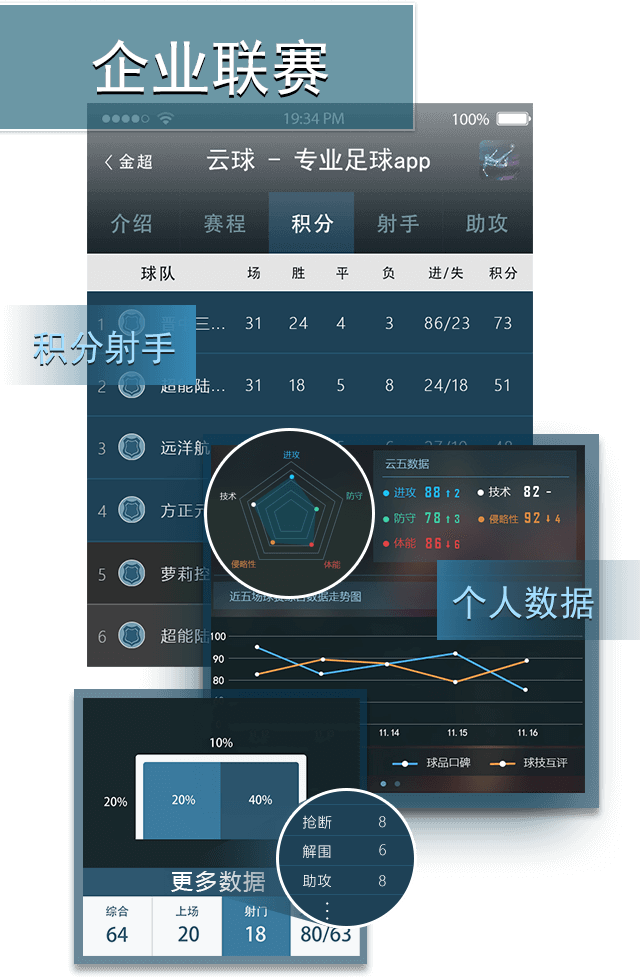 企业联赛
19:34 PM
100%
金超
云球 - 专业足球app
介绍 赛程 积分 射手 助攻
球队 场 胜 平 负 进/失 积分
1 三... 31 24 4 3 86/23 73
积分射手
2 超能陆... 31 18 5 8 24/18 51
3 远洋航
4 方正元
5 萝莉控
6 超能陆
进攻
技术
防守
侵略性
体能
云五数据
进攻 88 ↑ 2 技术 82 -
防守 78 ↑ 3 侵略性 92 ↓ 4
体能 86 ↓ 6
个人数据
近五场球赛综合数据走势图
100
90
80
11.14 11.15 11.16
球品口碑 球技互评
10%
20% 20% 40%
抢断 8
解围 6
助攻 8
更多数据
综合 上场 射门
64 20 18 80/63